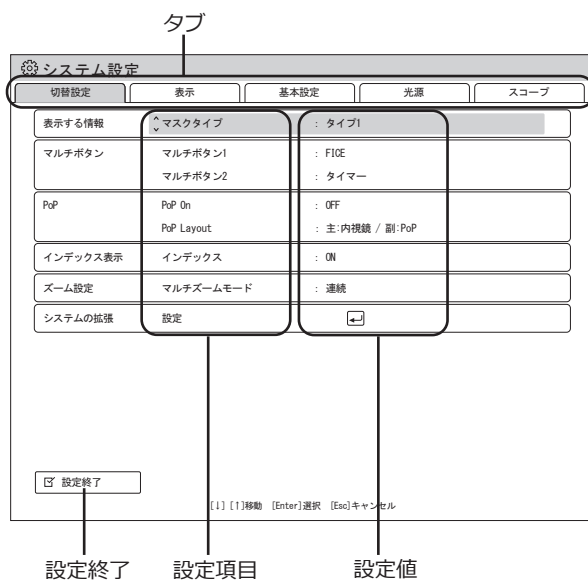 タブ
システム設定
切替設定 表示 基本設定 光源 スコープ
表示する情報 マスクタイプ : タイプ1
マルチボタン マルチボタン1 : FICE
マルチボタン2 : タイマー
PoP PoP On : OFF
PoP Layout : 主:内視鏡 / 副:PoP
インデックス表示 インデックス : ON
ズーム設定 マルチズームモード : 連続
システムの拡張 設定
設定終了
[↓] [↑]移動 [Enter]選択 [Esc]キャンセル
設定終了 設定項目 設定値